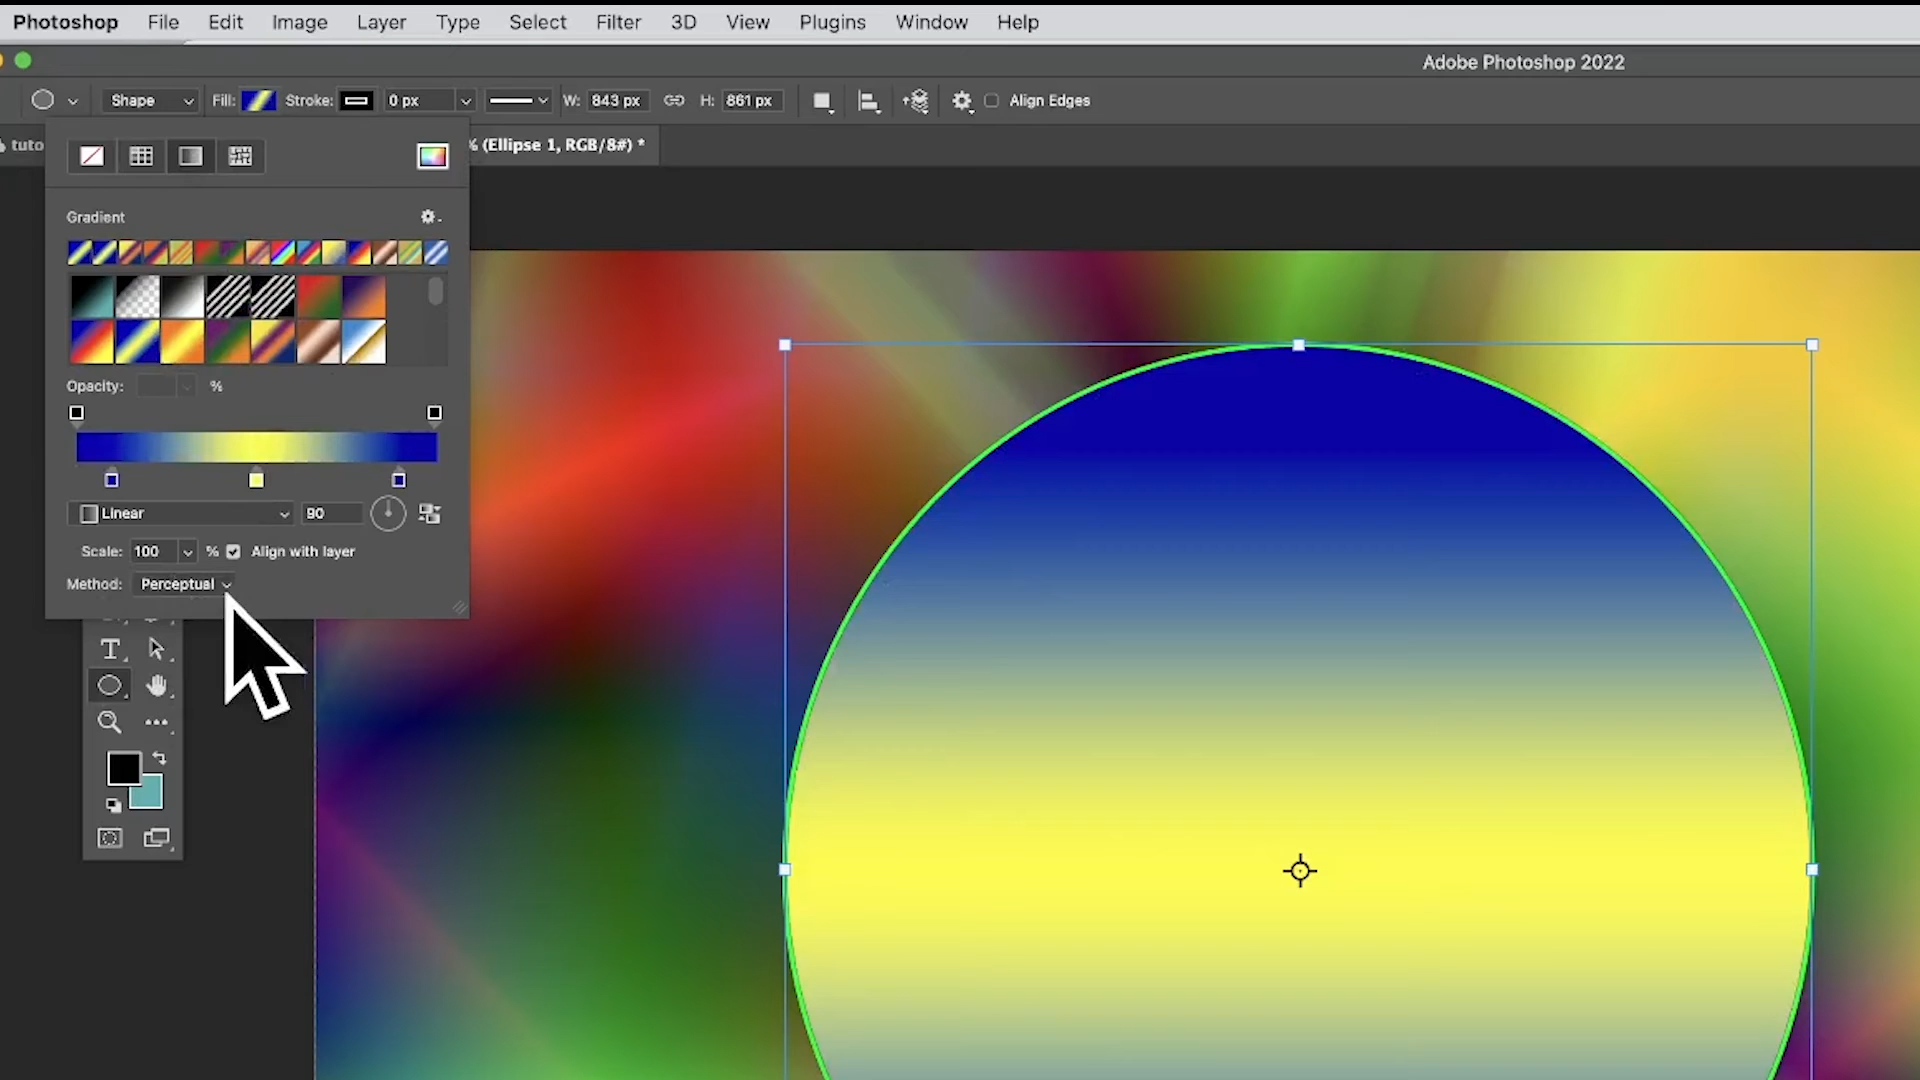 Photoshop File Edit Image Layer Type Select Filter 3D View Plugins Window Help
Adobe Photoshop 2022
Shape Fill: Stroke: 0 px W: 843 px H: 861 px Align Edges
tuto % (Ellipse 1, RGB/8#) *
Gradient
Opacity: %
Linear 90
Scale: 100 % Align with layer
Method: Perceptual
T